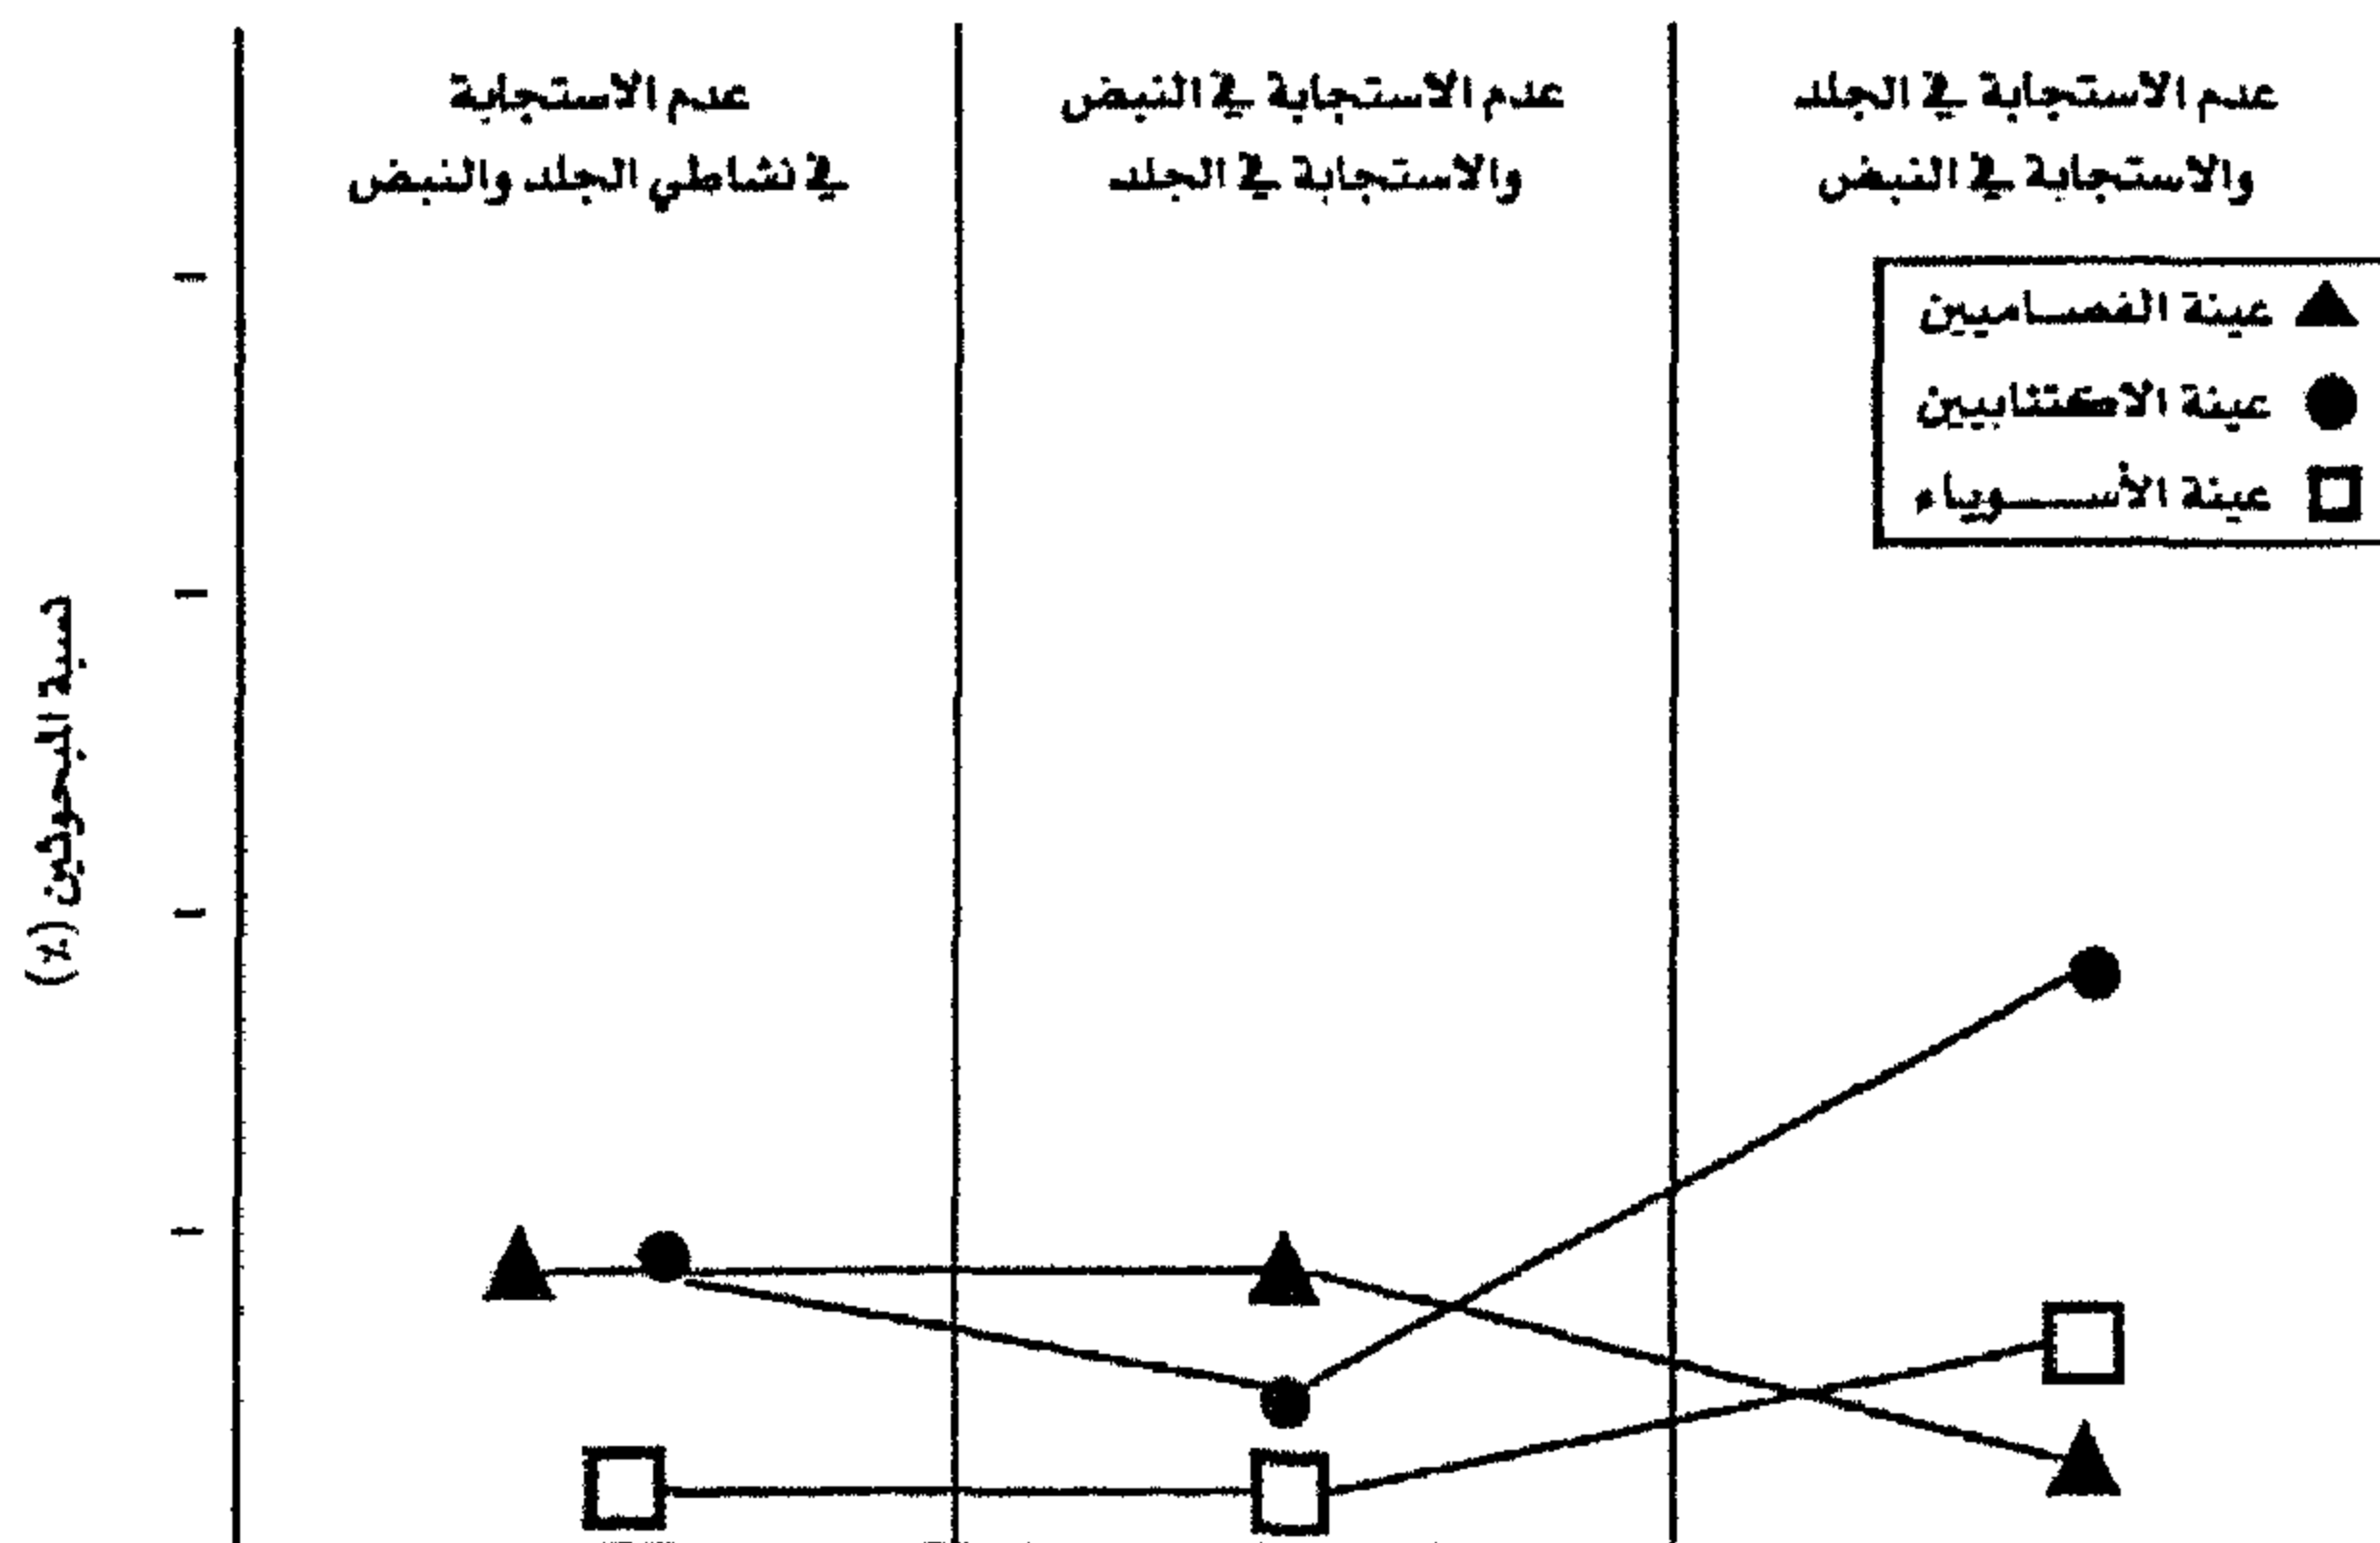 عدم الاستجابة في الجلد
والاستجابة في النبض
عدم الاستجابة في النبض
والاستجابة في الجلد
عدم الاستجابة
في نشاطي الجلد والنبض
عينة الفصاميين
عينة الاكتئابيين
عينة الأسوياء
نسبة المبحوثين (٪)